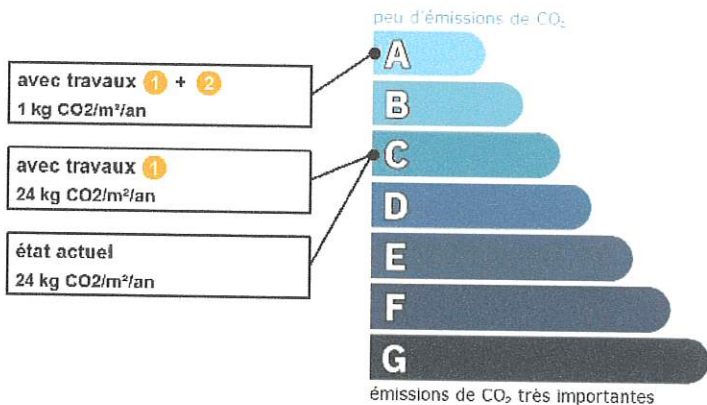 peu d'émissions de CO₂
avec travaux 1 + 2
1 kg CO2/m²/an
avec travaux 1
24 kg CO2/m²/an
état actuel
24 kg CO2/m²/an
A
B
C
D
E
F
G
émissions de CO₂ très importantes